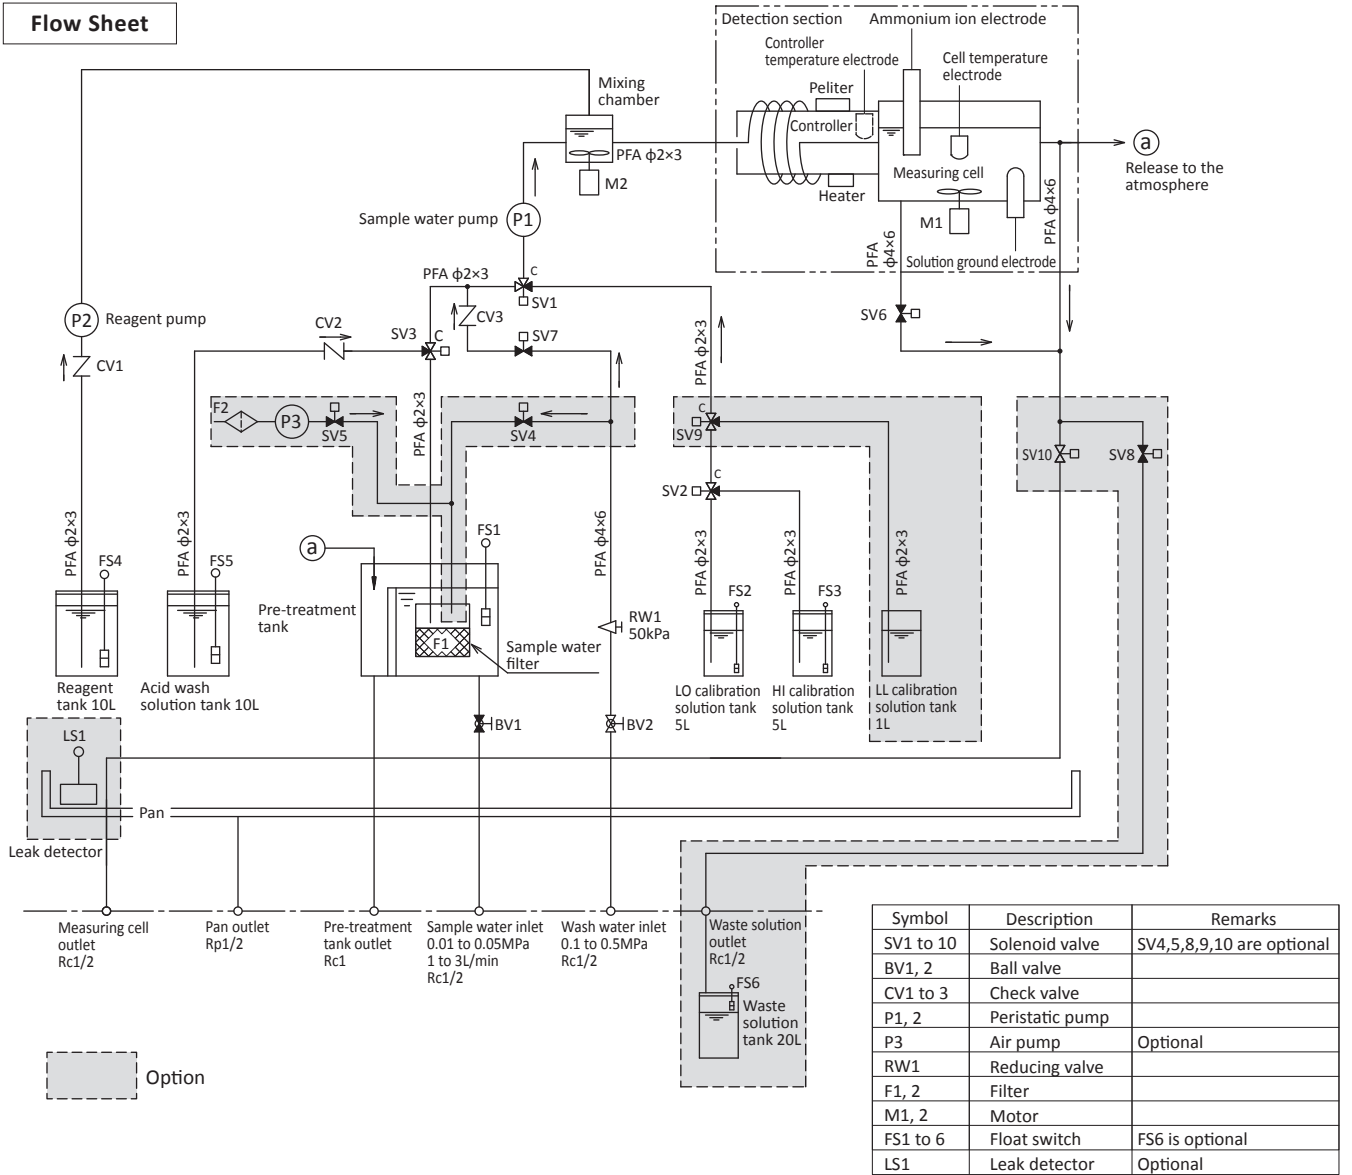 Flow Sheet
Detection section
Ammonium ion electrode
Controller
temperature electrode
Cell temperature
electrode
Peliter
Controller
Measuring cell
Heater
M1
Solution ground electrode
PFA
ϕ4×6
PFA ϕ4×6
a
Release to the
atmosphere
Mixing
chamber
PFA ϕ2×3
M2
Sample water pump
P1
PFA ϕ2×3
C
SV1
P2
Reagent pump
CV1
CV2
SV3
C
CV3
SV7
PFA ϕ2×3
SV6
F2
P3
SV5
PFA ϕ2×3
SV4
C
SV9
SV2
C
SV10
SV8
PFA ϕ2×3
FS4
PFA ϕ2×3
FS5
a
FS1
PFA ϕ4×6
PFA ϕ2×3
FS2
PFA ϕ2×3
FS3
PFA ϕ2×3
Pre-treatment
tank
F1
Sample water
filter
RW1
50kPa
Reagent
tank 10L
Acid wash
solution tank 10L
LO calibration
solution tank
5L
HI calibration
solution tank
5L
LL calibration
solution tank
1L
BV1
BV2
LS1
Pan
Leak detector
Measuring cell
outlet
Rc1/2
Pan outlet
Rp1/2
Pre-treatment
tank outlet
Rc1
Sample water inlet
0.01 to 0.05MPa
1 to 3L/min
Rc1/2
Wash water inlet
0.1 to 0.5MPa
Rc1/2
Waste solution
outlet
Rc1/2
FS6
Waste
solution
tank 20L
Option
Symbol Description Remarks
SV1 to 10 Solenoid valve SV4,5,8,9,10 are optional
BV1, 2 Ball valve
CV1 to 3 Check valve
P1, 2 Peristatic pump
P3 Air pump Optional
RW1 Reducing valve
F1, 2 Filter
M1, 2 Motor
FS1 to 6 Float switch FS6 is optional
LS1 Leak detector Optional